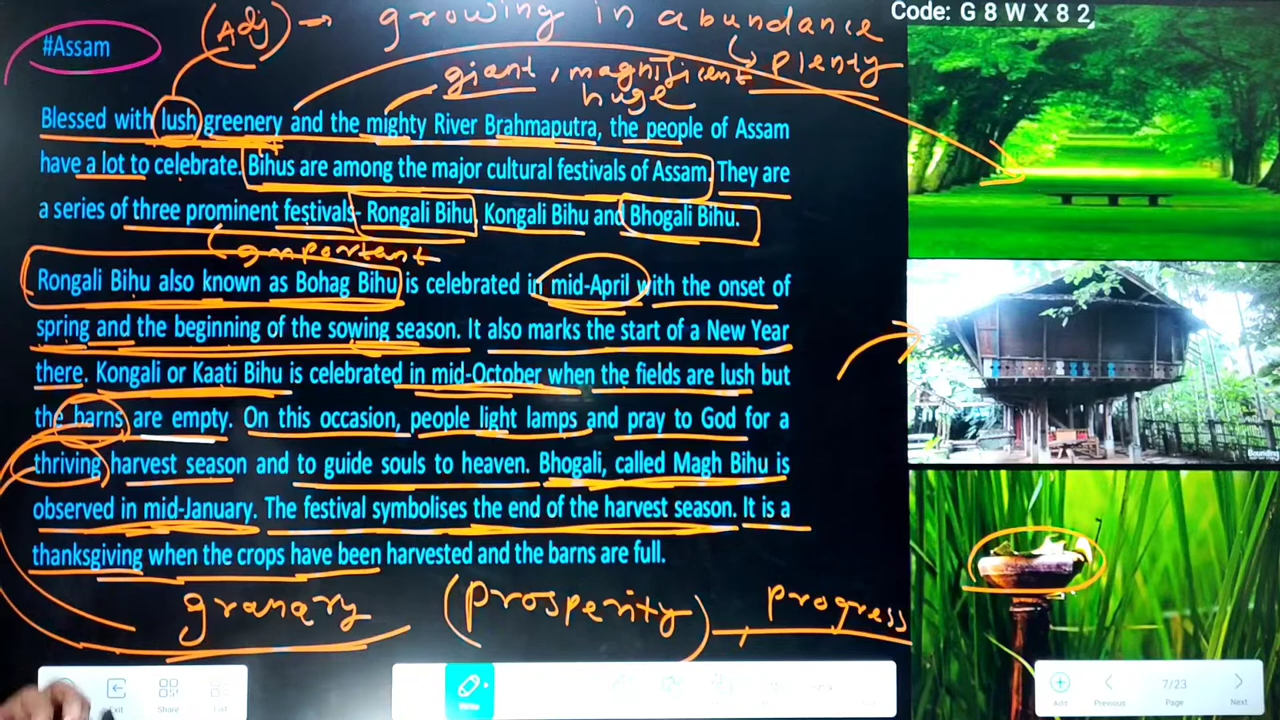 Code: G 8 W X 8 2
(Adj) → growing in abundance
plenty
#Assam
giant, magnificent
huge
Blessed with lush greenery and the mighty River Brahmaputra, the people of Assam
have a lot to celebrate. Bihus are among the major cultural festivals of Assam. They are
a series of three prominent festivals- Rongali Bihu, Kongali Bihu and Bhogali Bihu.
important
Rongali Bihu also known as Bohag Bihu is celebrated in mid-April with the onset of
spring and the beginning of the sowing season. It also marks the start of a New Year
there. Kongali or Kaati Bihu is celebrated in mid-October when the fields are lush but
the barns are empty. On this occasion, people light lamps and pray to God for a
thriving harvest season and to guide souls to heaven. Bhogali, called Magh Bihu is
observed in mid-January. The festival symbolises the end of the harvest season. It is a
thanksgiving when the crops have been harvested and the barns are full.
granary (prosperity), progress
Bounding
Exit Share
Write
Add Previous 7/23 Page Next